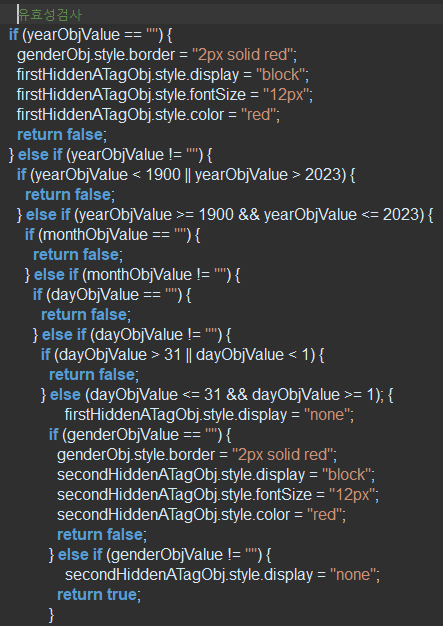 유효성검사
if (yearObjValue == "") {
genderObj.style.border = "2px solid red";
firstHiddenATagObj.style.display = "block";
firstHiddenATagObj.style.fontSize = "12px";
firstHiddenATagObj.style.color = "red";
return false;
} else if (yearObjValue != "") {
if (yearObjValue < 1900 || yearObjValue > 2023) {
return false;
} else if (yearObjValue >= 1900 && yearObjValue <= 2023) {
if (monthObjValue == "") {
return false;
} else if (monthObjValue != "") {
if (dayObjValue == "") {
return false;
} else if (dayObjValue != "") {
if (dayObjValue > 31 || dayObjValue < 1) {
return false;
} else (dayObjValue <= 31 && dayObjValue >= 1); {
firstHiddenATagObj.style.display = "none";
if (genderObjValue == "") {
genderObj.style.border = "2px solid red";
secondHiddenATagObj.style.display = "block";
secondHiddenATagObj.style.fontSize = "12px";
secondHiddenATagObj.style.color = "red";
return false;
} else if (genderObjValue != "") {
secondHiddenATagObj.style.display = "none";
return true;
}